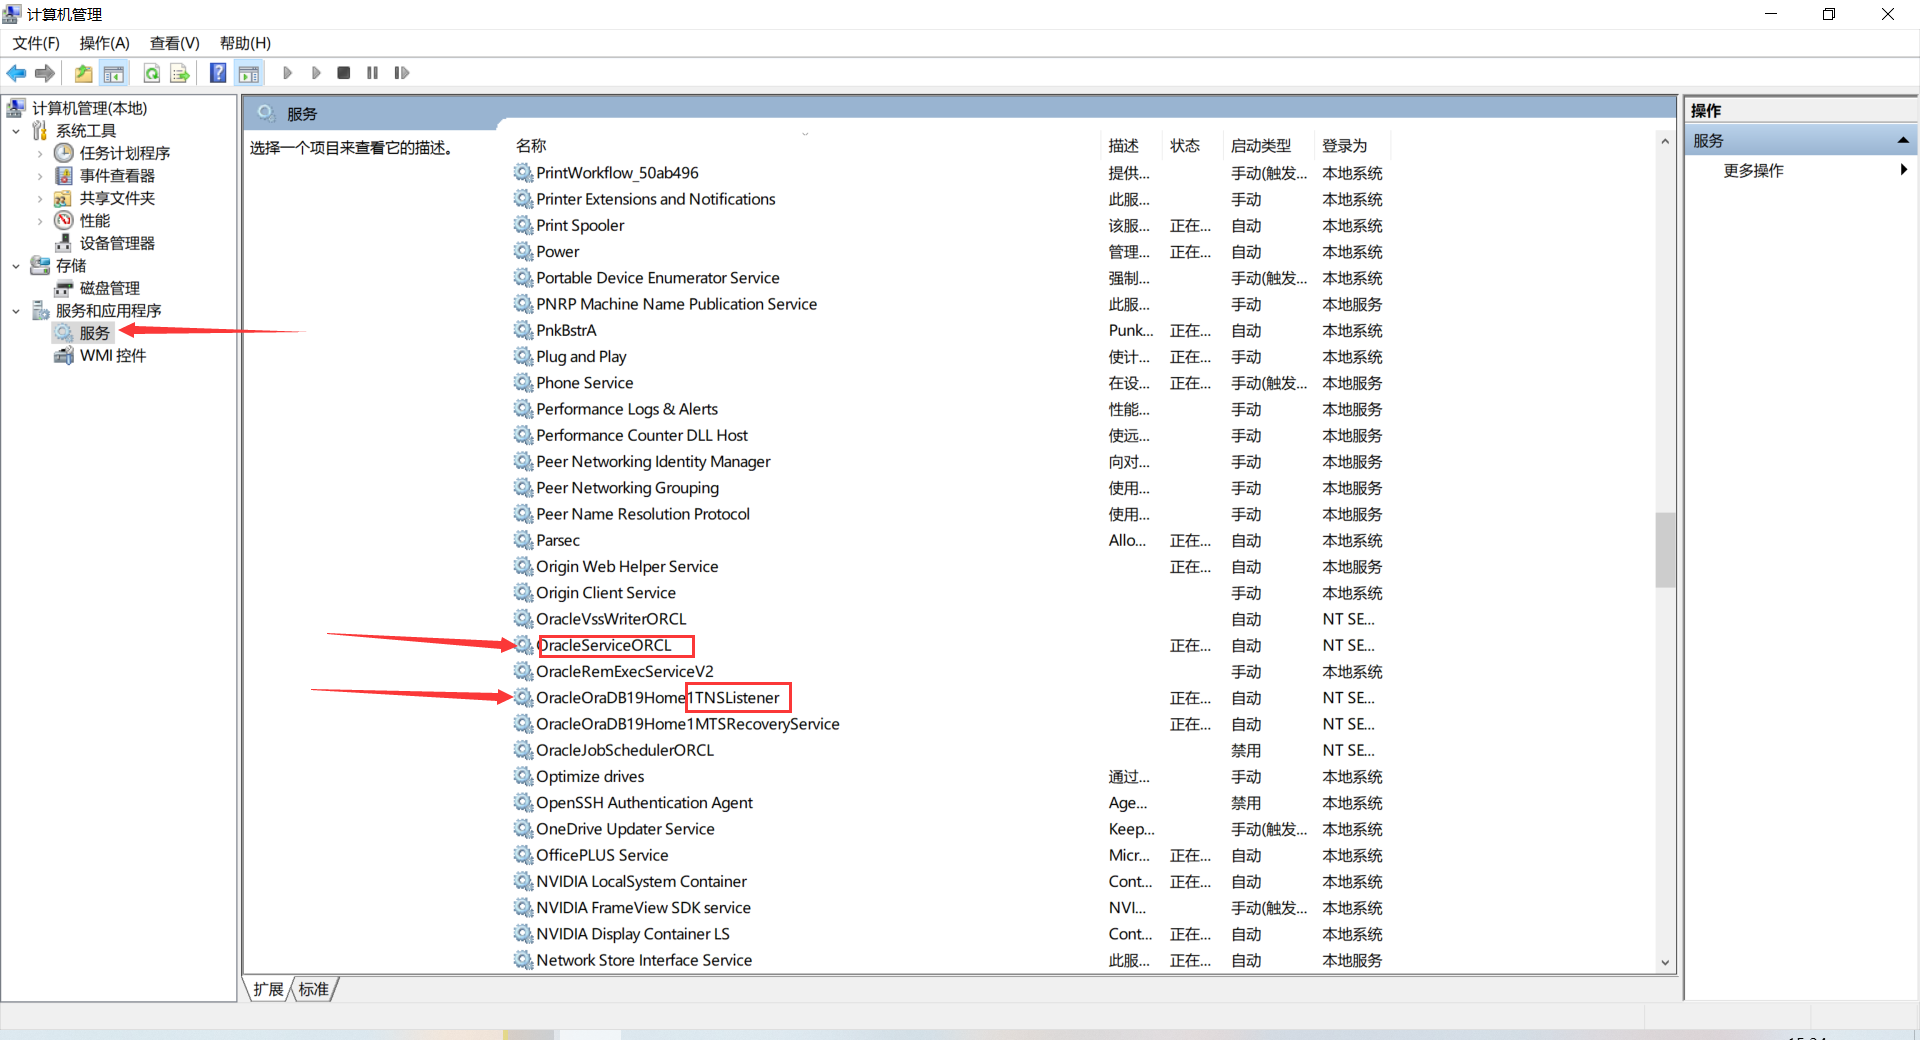 计算机管理
文件(F) 操作(A) 查看(V) 帮助(H)
计算机管理(本地)
系统工具
任务计划程序
事件查看器
共享文件夹
性能
设备管理器
存储
磁盘管理
服务和应用程序
服务
WMI 控件
服务
选择一个项目来查看它的描述。
名称 描述 状态 启动类型 登录为
PrintWorkflow_50ab496 提供... 手动(触发... 本地系统
Printer Extensions and Notifications 此服... 手动 本地系统
Print Spooler 该服... 正在... 自动 本地系统
Power 管理... 正在... 自动 本地系统
Portable Device Enumerator Service 强制... 手动(触发... 本地系统
PNRP Machine Name Publication Service 此服... 手动 本地服务
PnkBstrA Punk... 正在... 自动 本地系统
Plug and Play 使计... 正在... 手动 本地系统
Phone Service 在设... 正在... 手动(触发... 本地服务
Performance Logs & Alerts 性能... 手动 本地服务
Performance Counter DLL Host 使远... 手动 本地服务
Peer Networking Identity Manager 向对... 手动 本地服务
Peer Networking Grouping 使用... 手动 本地服务
Peer Name Resolution Protocol 使用... 手动 本地服务
Parsec Allo... 正在... 自动 本地系统
Origin Web Helper Service 正在... 自动 本地服务
Origin Client Service 手动 本地系统
OracleVssWriterORCL 自动 NT SE...
OracleServiceORCL 正在... 自动 NT SE...
OracleRemExecServiceV2 手动 本地系统
OracleOraDB19Home1TNSListener 正在... 自动 NT SE...
OracleOraDB19Home1MTSRecoveryService 正在... 自动 NT SE...
OracleJobSchedulerORCL 禁用 NT SE...
Optimize drives 通过... 手动 本地系统
OpenSSH Authentication Agent Age... 禁用 本地系统
OneDrive Updater Service Keep... 手动(触发... 本地系统
OfficePLUS Service Micr... 正在... 自动 本地系统
NVIDIA LocalSystem Container Cont... 正在... 自动 本地系统
NVIDIA FrameView SDK service NVI... 手动(触发... 本地系统
NVIDIA Display Container LS Cont... 正在... 自动 本地系统
Network Store Interface Service 此服... 正在... 自动 本地服务
扩展 标准
操作
服务
更多操作